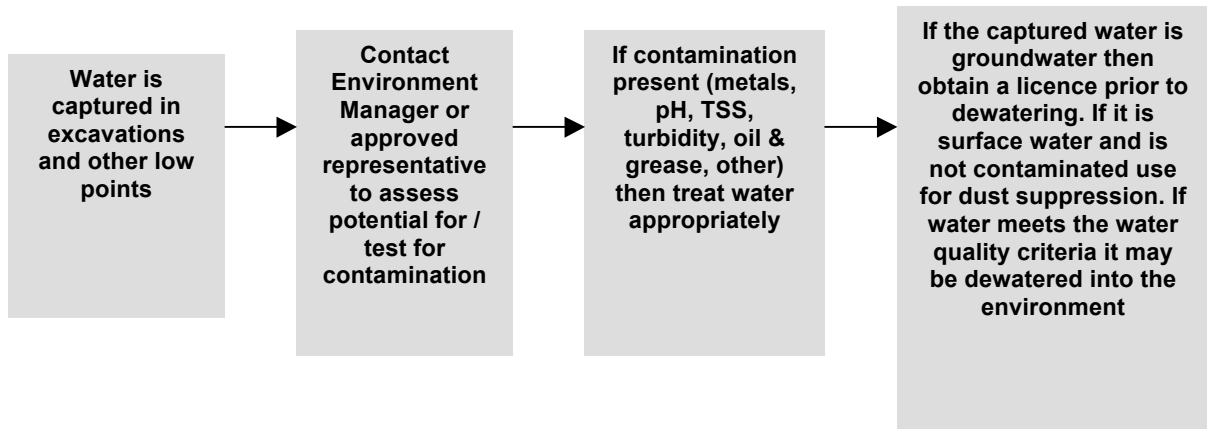 Water is
captured in
excavations
and other low
points
Contact
Environment
Manager or
approved
representative
to assess
potential for /
test for
contamination
If contamination
present (metals,
pH, TSS,
turbidity, oil &
grease, other)
then treat water
appropriately
If the captured water is
groundwater then
obtain a licence prior to
dewatering. If it is
surface water and is
not contaminated use
for dust suppression. If
water meets the water
quality criteria it may
be dewatered into the
environment